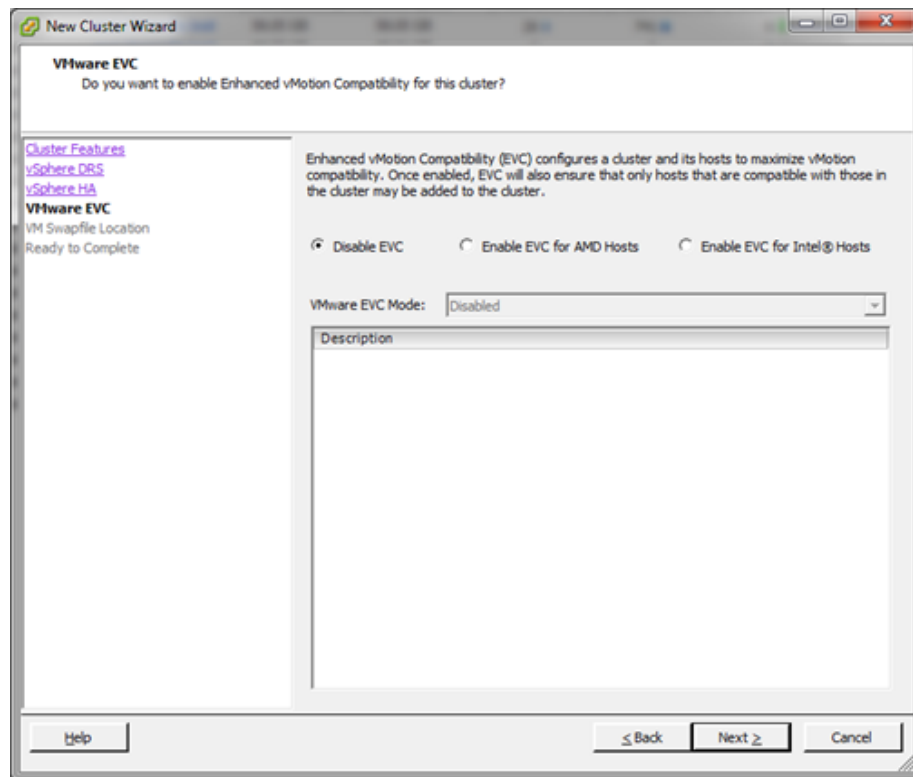 New Cluster Wizard
VMware EVC
Do you want to enable Enhanced vMotion Compatibility for this cluster?
Cluster Features
vSphere DRS
vSphere HA
VMware EVC
VM Swapfile Location
Ready to Complete
Enhanced vMotion Compatibility (EVC) configures a cluster and its hosts to maximize vMotion
compatibility. Once enabled, EVC will also ensure that only hosts that are compatible with those in
the cluster may be added to the cluster.
Disable EVC Enable EVC for AMD Hosts Enable EVC for Intel® Hosts
VMware EVC Mode: Disabled
Description
Help < Back Next > Cancel